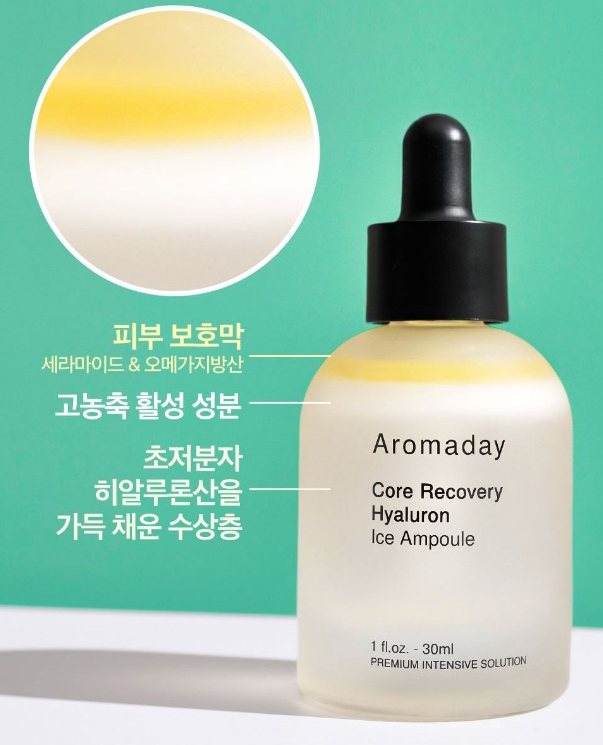 피부 보호막
세라마이드 & 오메가지방산
고농축 활성 성분
초저분자
히알루론산을
가득 채운 수상층
Aromaday
Core Recovery
Hyaluron
Ice Ampoule
1 fl.oz. - 30ml
PREMIUM INTENSIVE SOLUTION